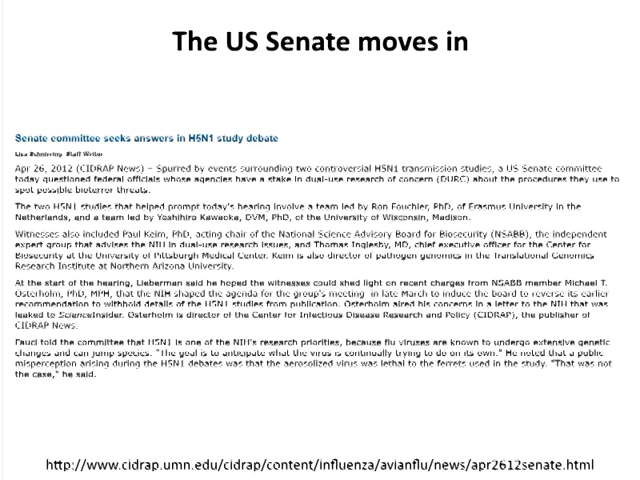 The US Senate moves in
Senate committee seeks answers in H5N1 study debate
Lisa Schnirring Staff Writer
Apr 26, 2012 (CIDRAP News) – Spurred by events surrounding two controversial H5N1 transmission studies, a US Senate committee
today questioned federal officials whose agencies have a stake in dual-use research of concern (DURC) about the procedures they use to
spot possible bioterror threats.
The two H5N1 studies that helped prompt today's hearing involve a team led by Ron Fouchier, PhD, of Erasmus University in the
Netherlands, and a team led by Yoshihiro Kawaoka, DVM, PhD, of the University of Wisconsin, Madison.
Witnesses also included Paul Keim, PhD, acting chair of the National Science Advisory Board for Biosecurity (NSABB), the independent
expert group that advises the NIH in dual-use research issues, and Thomas Inglesby, MD, chief executive officer for the Center for
Biosecurity at the University of Pittsburgh Medical Center. Keim is also director of pathogen genomics in the Translational Genomics
Research Institute at Northern Arizona University.
At the start of the hearing, Lieberman said he hoped the witnesses could shed light on recent charges from NSABB member Michael T.
Osterholm, PhD, MPH, that the NIH shaped the agenda for the group's meeting in late March to induce the board to reverse its earlier
recommendation to withhold details of the H5N1 studies from publication. Osterholm aired his concerns in a letter to the NIH that was
leaked to ScienceInsider. Osterholm is director of the Center for Infectious Disease Research and Policy (CIDRAP), the publisher of
CIDRAP News.
Fauci told the committee that H5N1 is one of the NIH's research priorities, because flu viruses are known to undergo extensive genetic
changes and can jump species. "The goal is to anticipate what the virus is continually trying to do on its own." He noted that a public
misperception arising during the H5N1 debates was that the aerosolized virus was lethal to the ferrets used in the study. "That was not
the case," he said.
http://www.cidrap.umn.edu/cidrap/content/influenza/avianflu/news/apr2612senate.html